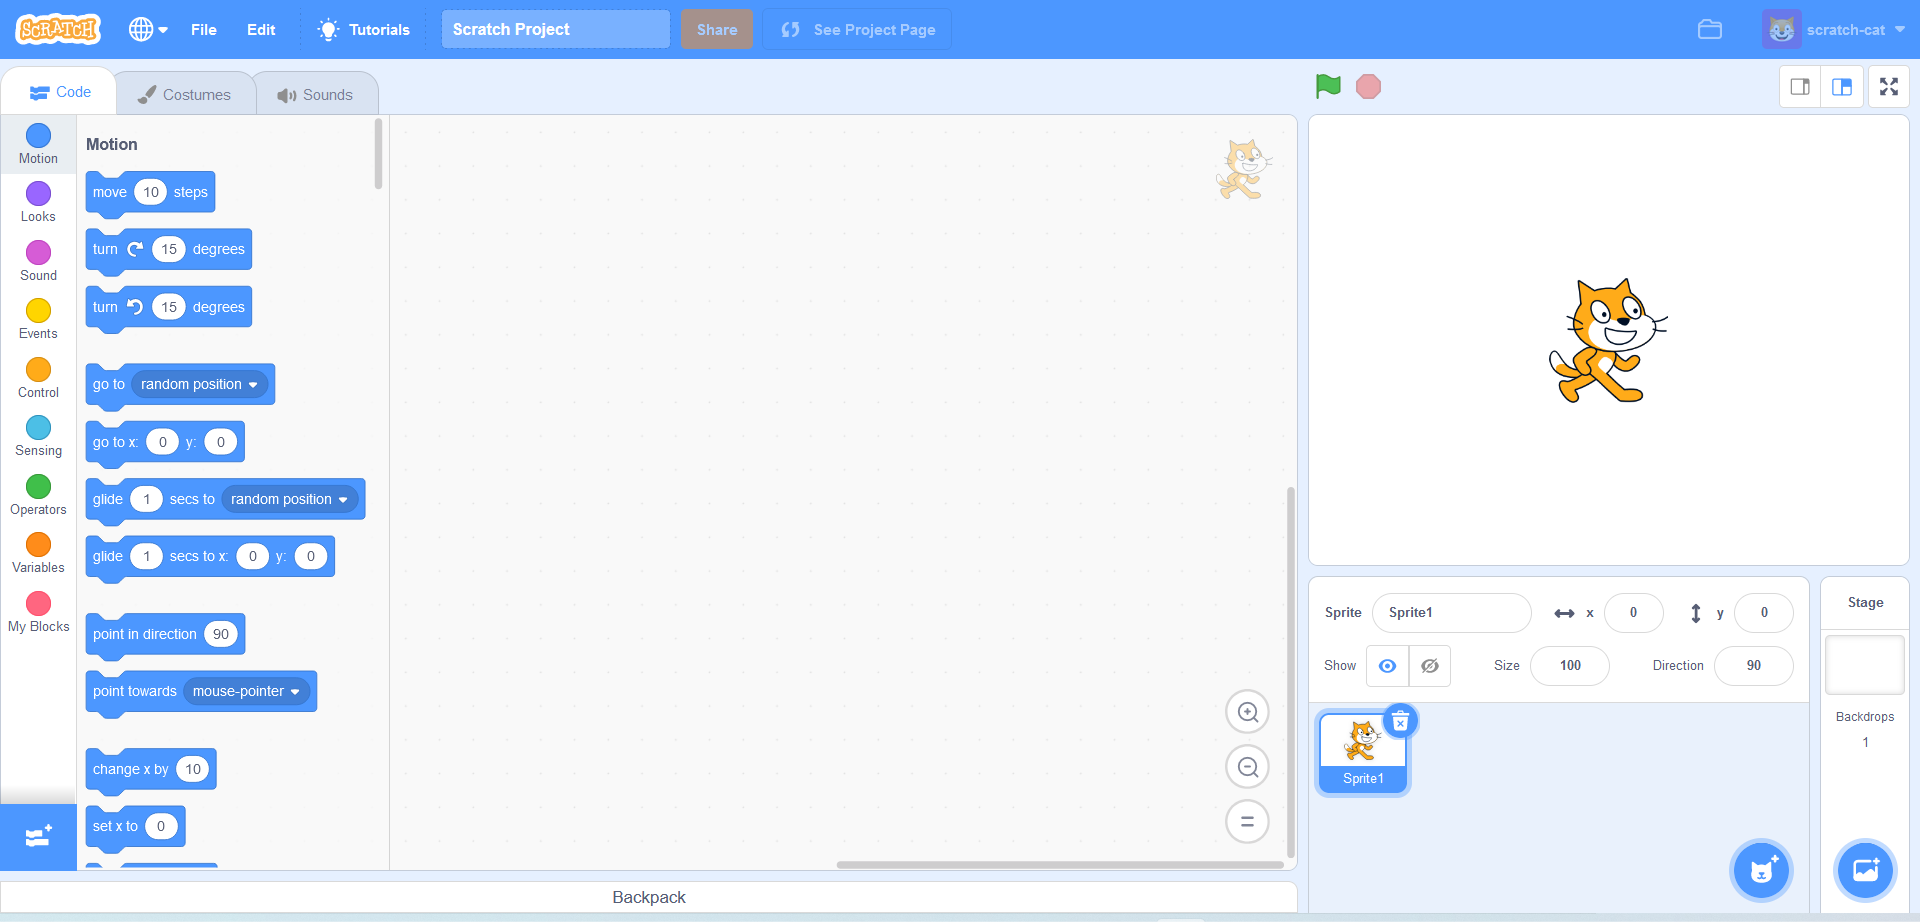 SCRATCH
File
Edit
Tutorials
Scratch Project
Share
See Project Page
scratch-cat
Code
Costumes
Sounds
Motion
Looks
Sound
Events
Control
Sensing
Operators
Variables
My Blocks
Motion
move 10 steps
turn 15 degrees
turn 15 degrees
go to random position
go to x: 0 y: 0
glide 1 secs to random position
glide 1 secs to x: 0 y: 0
point in direction 90
point towards mouse-pointer
change x by 10
set x to 0
Backpack
Sprite Sprite1 x 0 y 0
Show Size 100 Direction 90
Sprite1
Stage
Backdrops
1